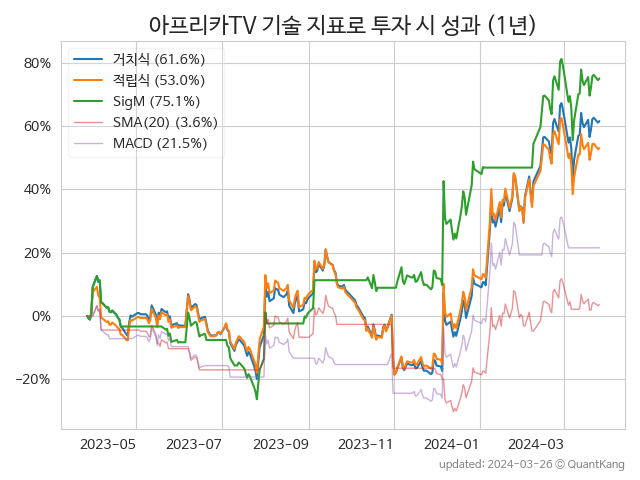 아프리카TV 기술 지표로 투자 시 성과 (1년)
80%
60%
40%
20%
0%
−20%
거치식 (61.6%)
적립식 (53.0%)
SigM (75.1%)
SMA(20) (3.6%)
MACD (21.5%)
2023-05 2023-07 2023-09 2023-11 2024-01 2024-03
updated: 2024-03-26 ⓒ QuantKang